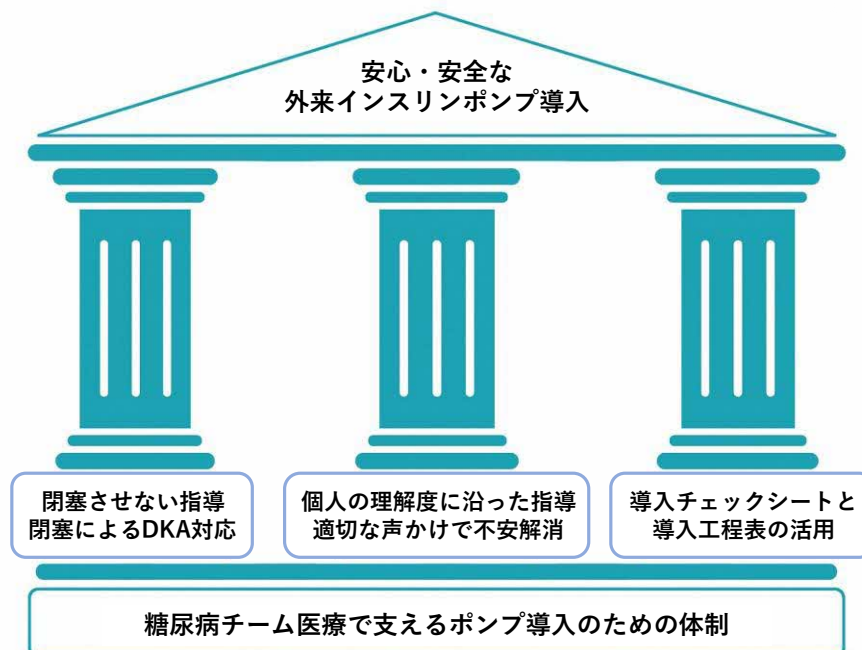 安心・安全な
外来インスリンポンプ導入
閉塞させない指導
閉塞によるDKA対応
個人の理解度に沿った指導
適切な声かけで不安解消
導入チェックシートと
導入工程表の活用
糖尿病チーム医療で支えるポンプ導入のための体制